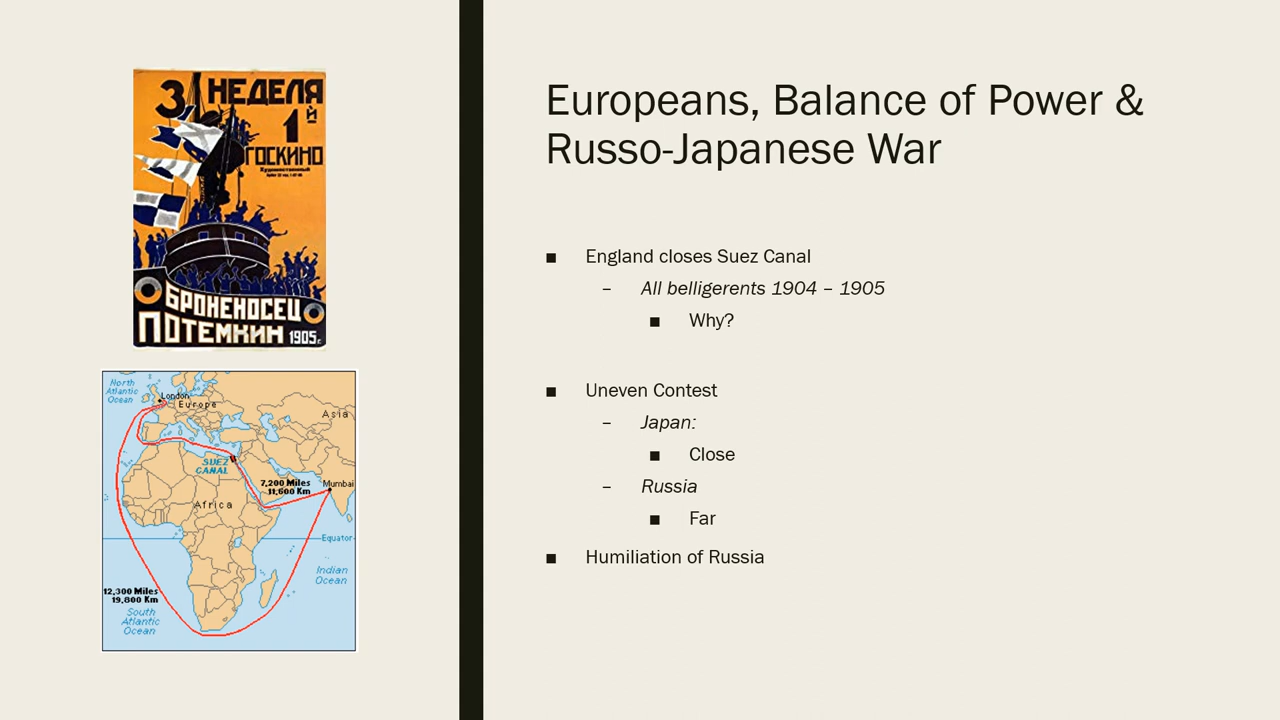 3 НЕДЕЛЯ
1й
ГОСКИНО
Художественный
БРОНЕНОСЕЦ
ПОТЕМКИН 1905г.
North
Atlantic
Ocean
London
Europe
Asia
SUEZ
CANAL
7,200 Miles
11,600 Km
Mumbai
Africa
Equator
Indian
Ocean
12,300 Miles
19,800 Km
South
Atlantic
Ocean
Europeans, Balance of Power &
Russo-Japanese War
■ England closes Suez Canal
– All belligerents 1904 – 1905
■ Why?
■ Uneven Contest
– Japan:
■ Close
– Russia
■ Far
■ Humiliation of Russia